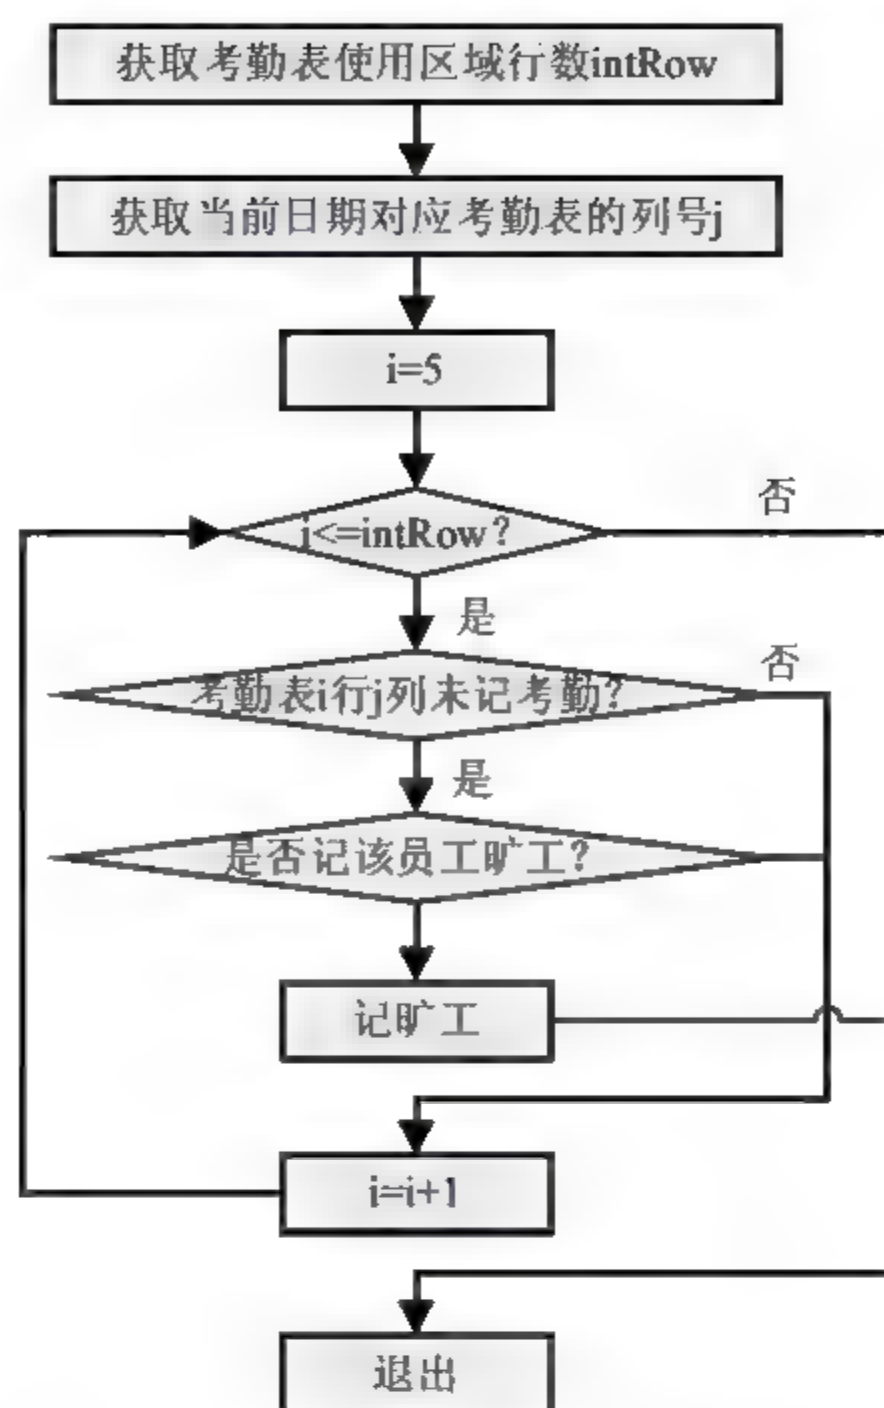 获取考勤表使用区域行数intRow
获取当前日期对应考勤表的列号j
i=5
i<=intRow?
否
是
考勤表i行j列未记考勤?
否
是
是否记该员工旷工?
记旷工
i=i+1
退出